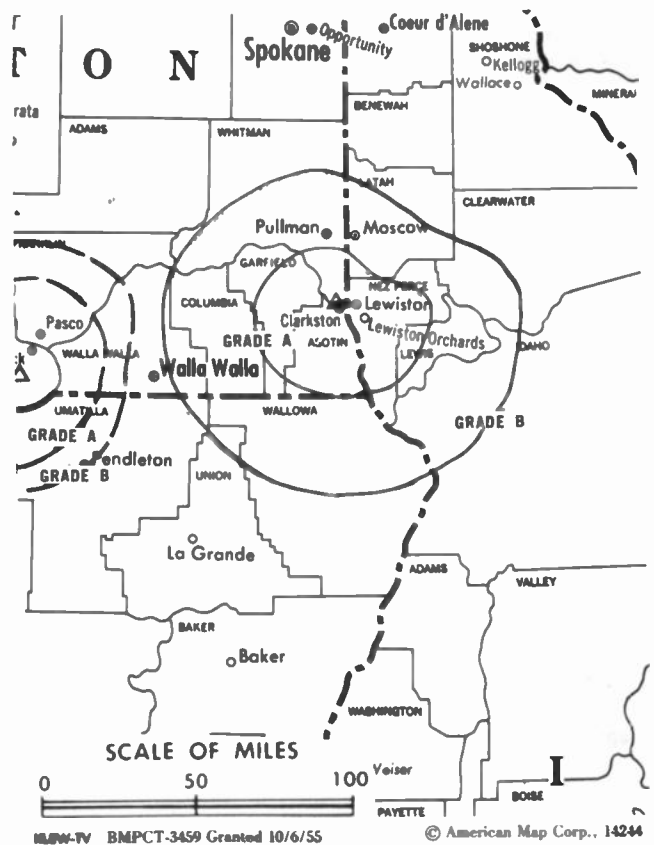 Coeur d'Alene
Opportunity
Spokane
SHOSHONE
Kellogg
Wallace
T O N
rata
BENEWAH
ADAMS
WHITMAN
LATAH
CLEARWATER
Pullman
Moscow
GARFIELD
NEZ PERCE
COLUMBIA
Lewiston
Clarkston
Lewiston Orchards
Pasco
GRADE A
ASOTIN
IDAHO
WALLA WALLA
LEWIS
k
Walla Walla
UMATILLA
WALLOWA
GRADE B
GRADE A
Pendleton
GRADE B
UNION
La Grande
ADAMS
VALLEY
BAKER
Baker
WASHINGTON
SCALE OF MILES
0 50 100
Weiser
I
BOISE
PAYETTE
KLEW-TV BMPCT-3459 Granted 10/6/55
© American Map Corp., 14244